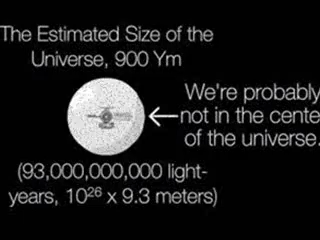 The Estimated Size of the
Universe, 900 Ym
We're probably
not in the cente
of the universe.
(93,000,000,000 light-
years, 10²⁶ x 9.3 meters)